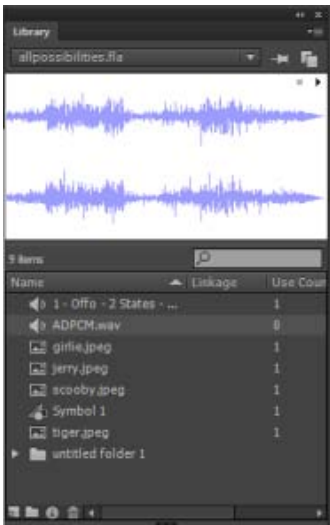 Library
allpossibilities.fla
9 items
Name Linkage Use Coun
1 - Offo - 2 States - ... 1
ADPCM.wav 0
girlie.jpeg 1
jerry.jpeg 1
scooby.jpeg 1
Symbol 1 1
tiger.jpeg 1
untitled folder 1